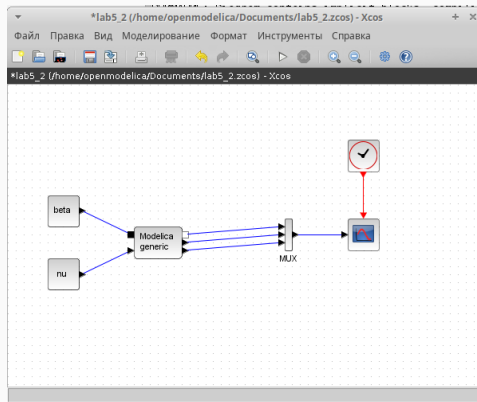 *lab5_2 (/home/openmodelica/Documents/lab5_2.zcos) - Xcos
Файл Правка Вид Моделирование Формат Инструменты Справка
*lab5_2 (/home/openmodelica/Documents/lab5_2.zcos) - Xcos
beta
Modelica
generic
nu
MUX